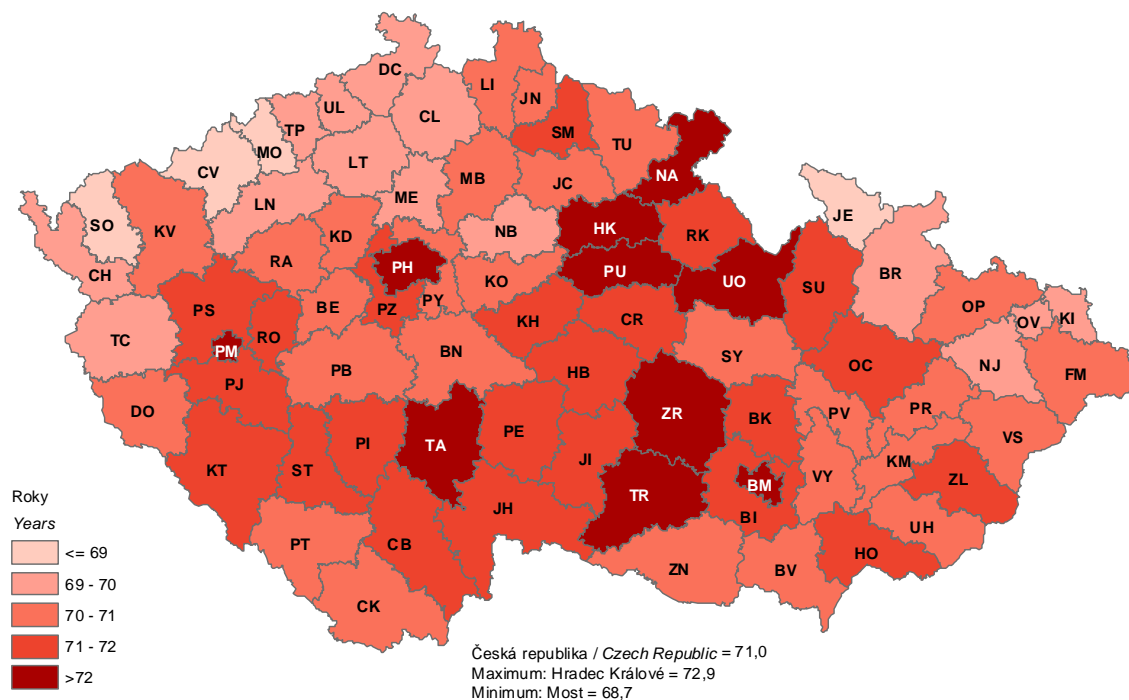 DC
LI
JN
UL
TP
CL
SM
TU
MO
CV
LT
MB
JC
NA
ME
LN
SO
KV
KD
NB
HK
RK
JE
RA
PH
CH
KO
PU
UO
SU
BR
OP
PS
BE
PZ
PY
KH
CR
OV
KI
TC
RO
PM
BN
SY
OC
NJ
FM
PB
HB
PJ
DO
ZR
BK
PV
PR
VS
TA
PE
KT
ST
PI
JI
KM
TR
BM
VY
ZL
JH
BI
UH
PT
CB
HO
ZN
BV
CK
Roky
Years
<= 69
69 - 70
70 - 71
71 - 72
>72
Česká republika / Czech Republic = 71,0
Maximum: Hradec Králové = 72,9
Minimum: Most = 68,7